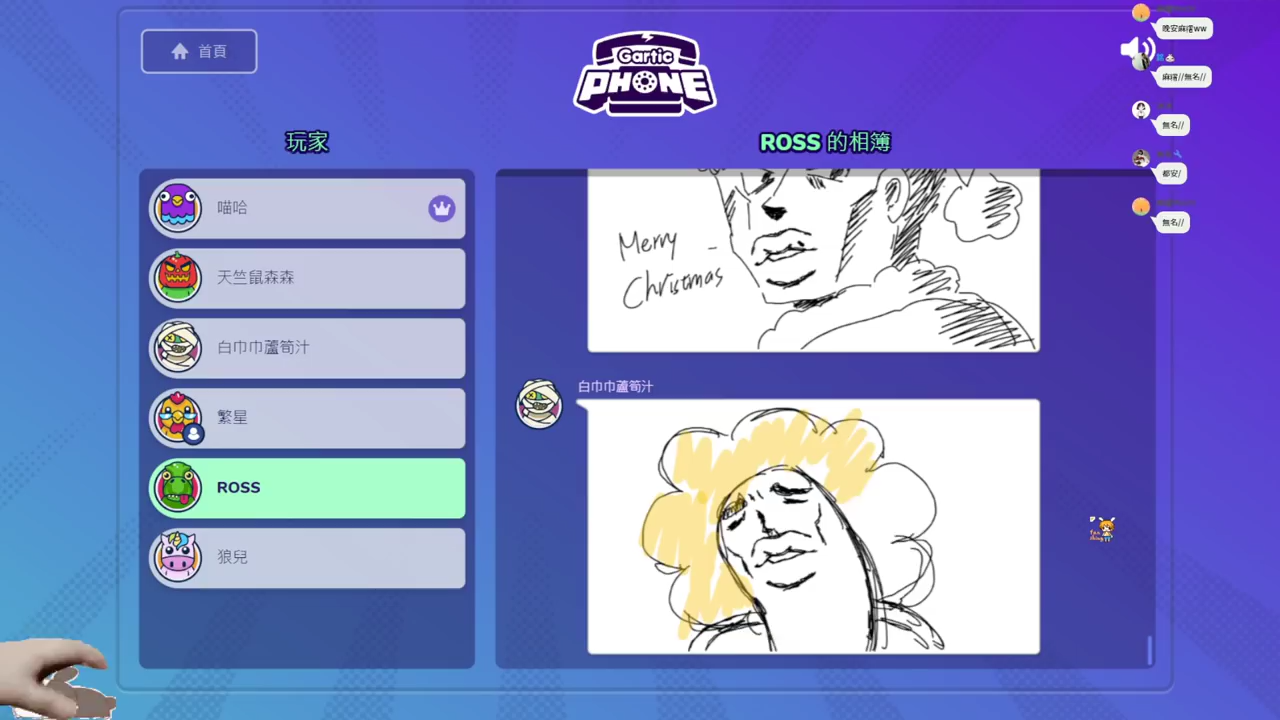 首頁
Gartic
PHONE
玩家
ROSS 的相簿
喵哈
天竺鼠森森
白巾巾蘆筍汁
繁星
ROSS
狼兒
Merry
Christmas
白巾巾蘆筍汁
晚安麻糬ww
麻糬//無名//
無名//
都安/
無名//